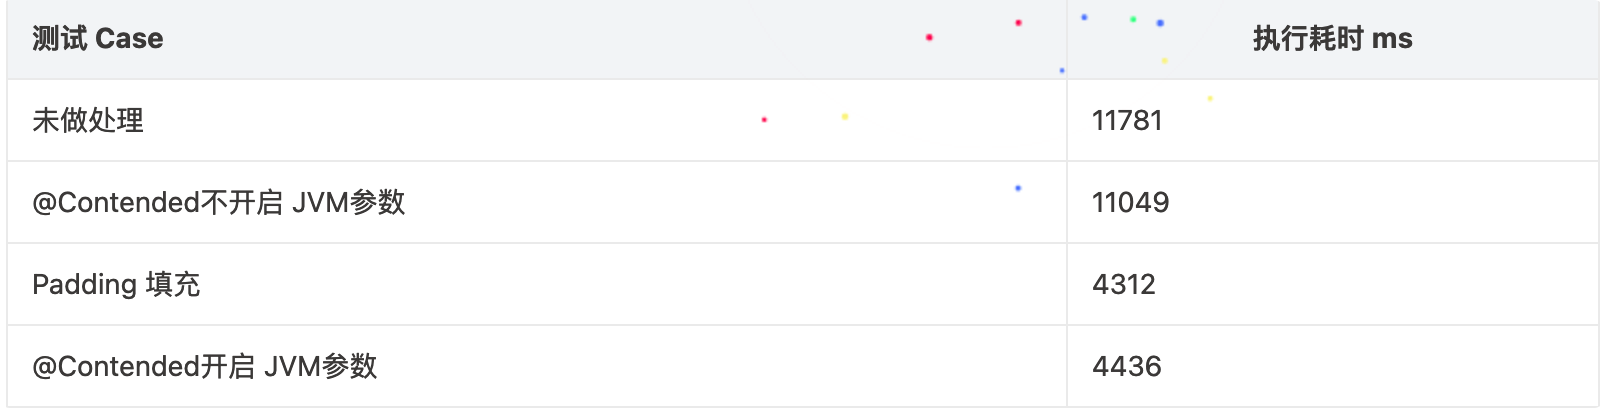 测试 Case 执行耗时 ms
未做处理 11781
@Contended不开启 JVM参数 11049
Padding 填充 4312
@Contended开启 JVM参数 4436